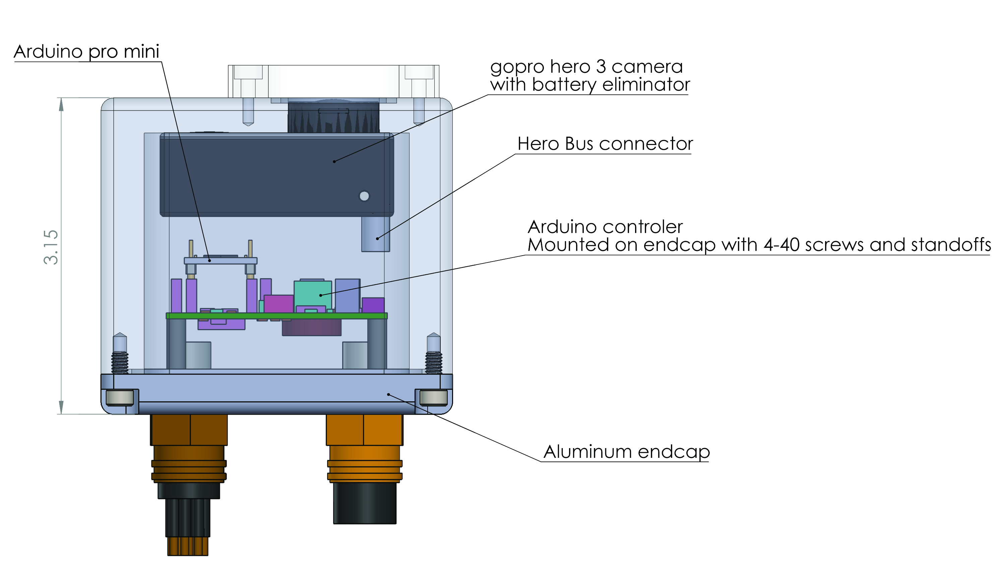 Arduino pro mini
gopro hero 3 camera
with battery eliminator
Hero Bus connector
Arduino controler
Mounted on endcap with 4-40 screws and standoffs
3.15
Aluminum endcap